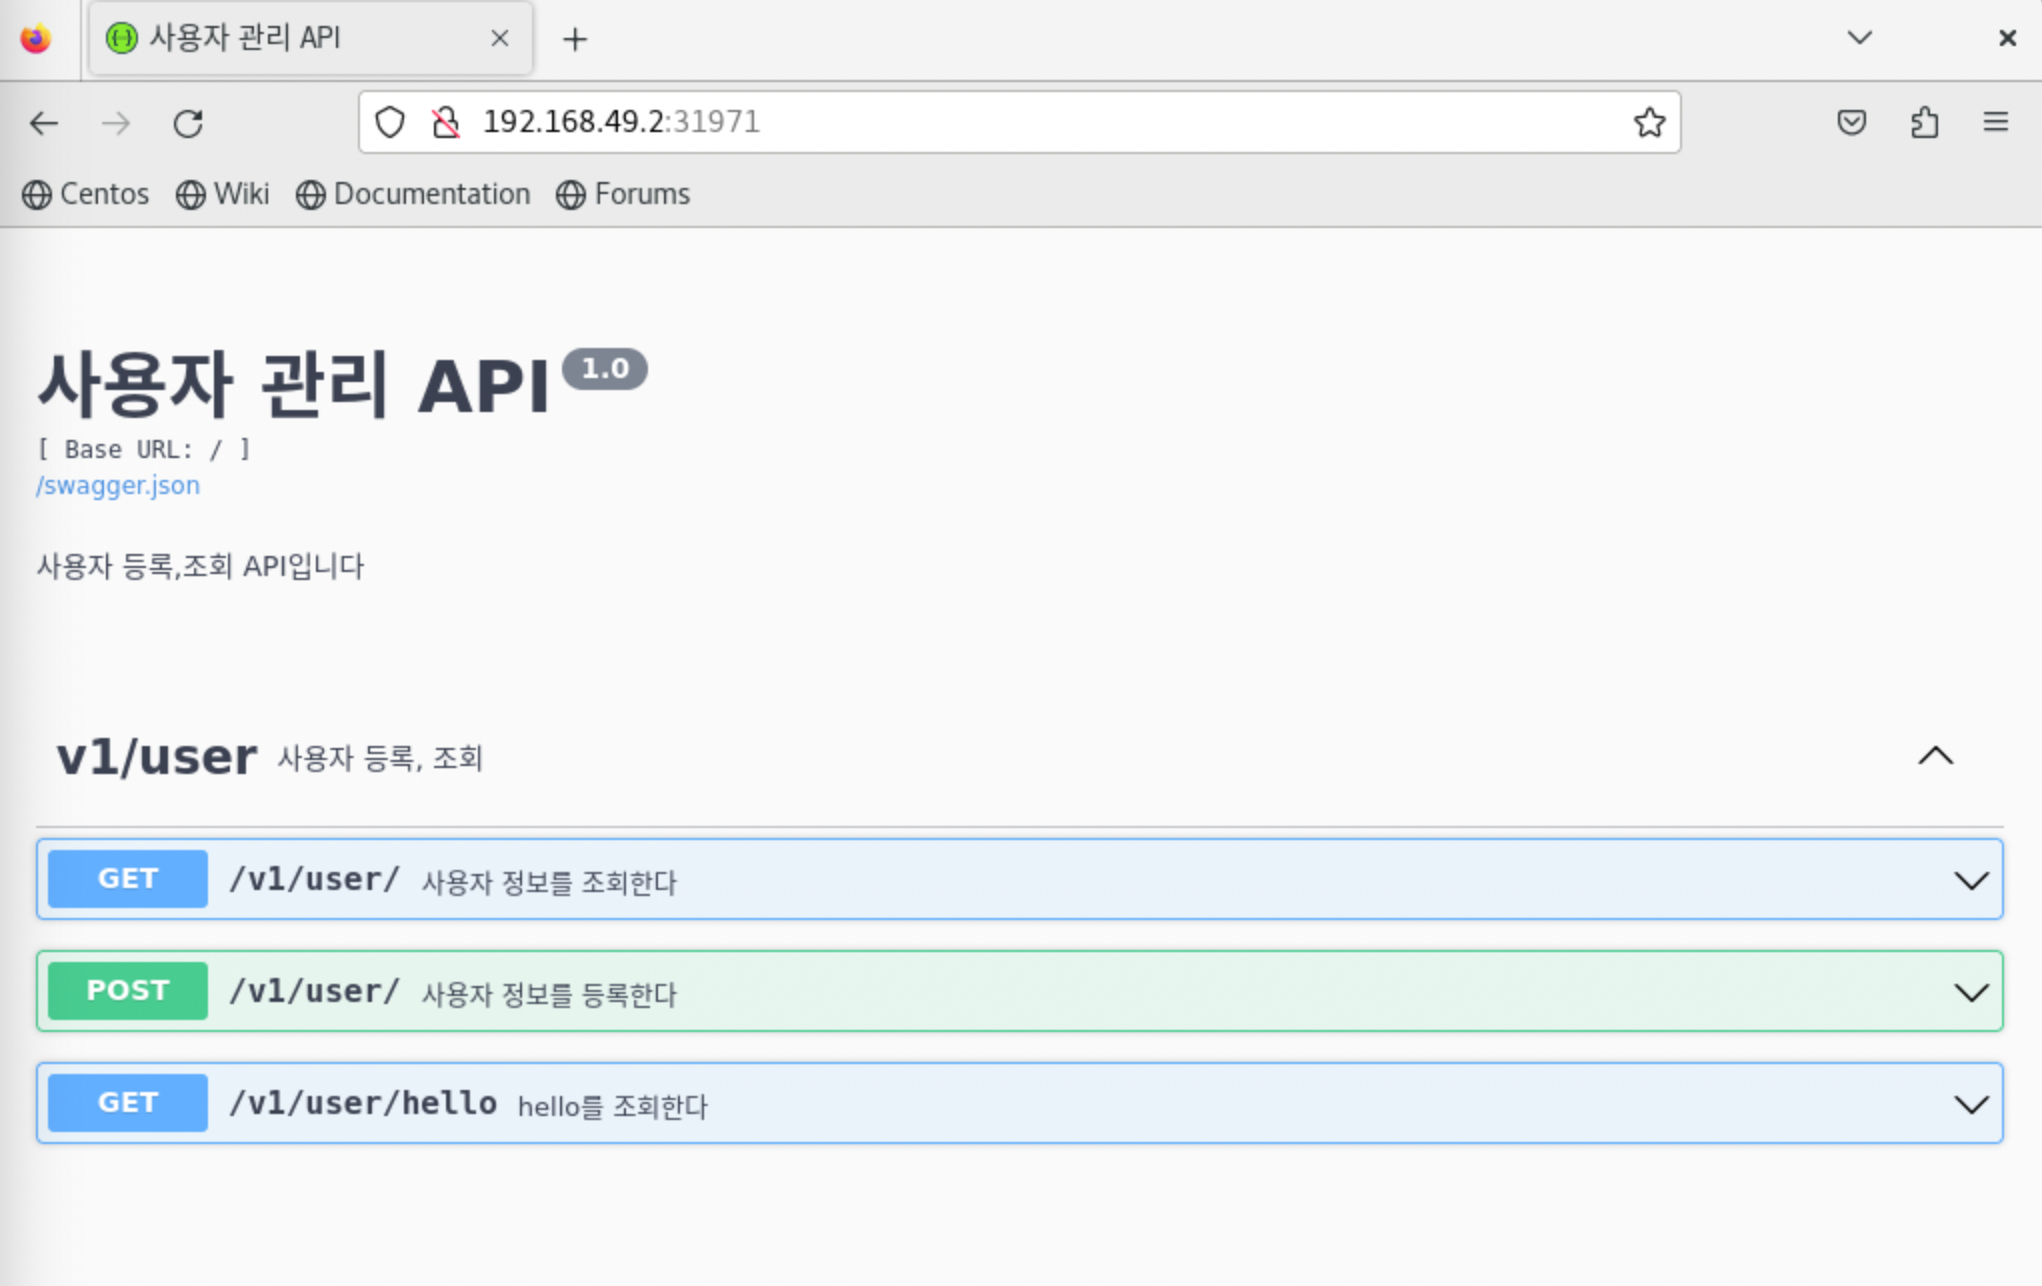 사용자 관리 API
192.168.49.2:31971
Centos Wiki Documentation Forums
사용자 관리 API 1.0
[ Base URL: / ]
/swagger.json
사용자 등록,조회 API입니다
v1/user 사용자 등록, 조회
GET /v1/user/ 사용자 정보를 조회한다
POST /v1/user/ 사용자 정보를 등록한다
GET /v1/user/hello hello를 조회한다